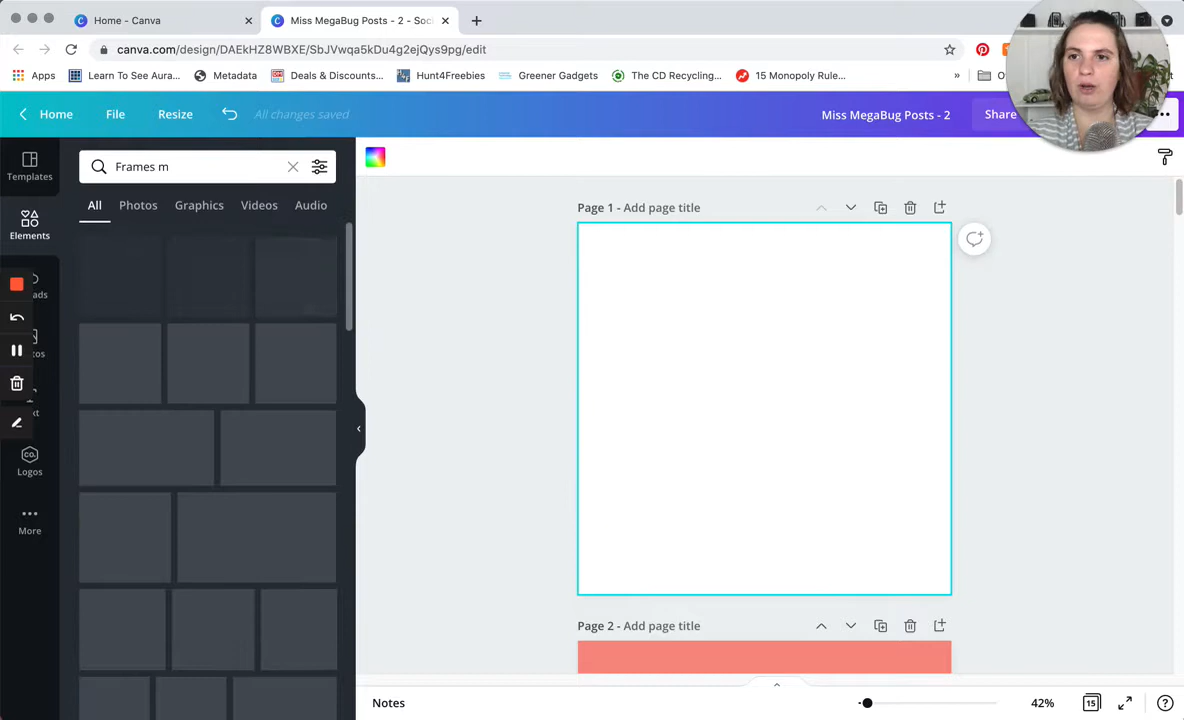 Home - Canva
Miss MegaBug Posts - 2 - Soci
canva.com/design/DAEkHZ8WBXE/SbJVwqa5kDu4g2ejQys9pg/edit
Apps
Learn To See Aura...
Metadata
Deals & Discounts...
Hunt4Freebies
Greener Gadgets
The CD Recycling...
15 Monopoly Rule...
»
Home
File
Resize
All changes saved
Miss MegaBug Posts - 2
Share
Templates
Frames m
All
Photos
Graphics
Videos
Audio
Elements
Page 1 - Add page title
CO.
Logos
More
Page 2 - Add page title
Notes
42%
15